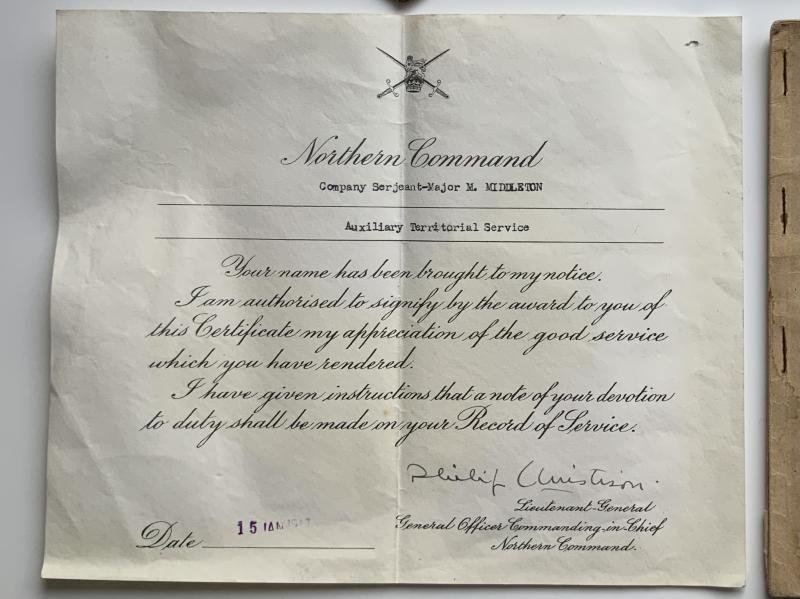 Northern Command
Company Serjeant-Major M. MIDDLETON
Auxiliary Territorial Service
Your name has been brought to my notice.
I am authorised to signify by the award to you of
this Certificate my appreciation of the good service
which you have rendered.
I have given instructions that a note of your devotion
to duty shall be made on your Record of Service.
Philip Christison.
Lieutenant-General
General Officer Commanding-in-Chief
Northern Command.
Date 15 JAN